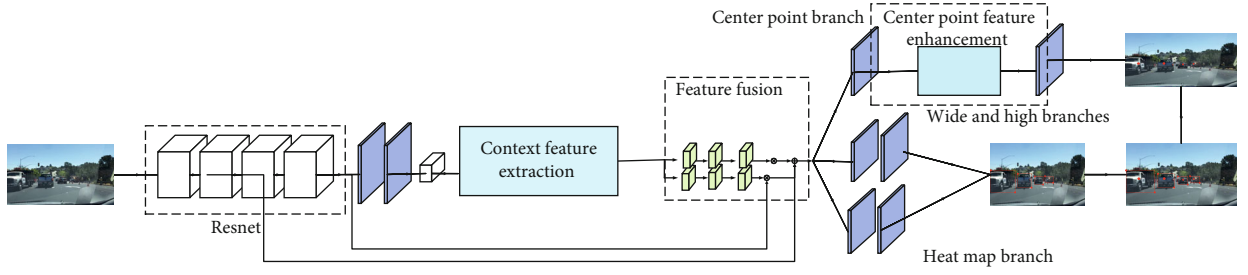 Center point branch
Center point feature
enhancement
Feature fusion
Wide and high branches
Context feature
extraction
Resnet
Heat map branch